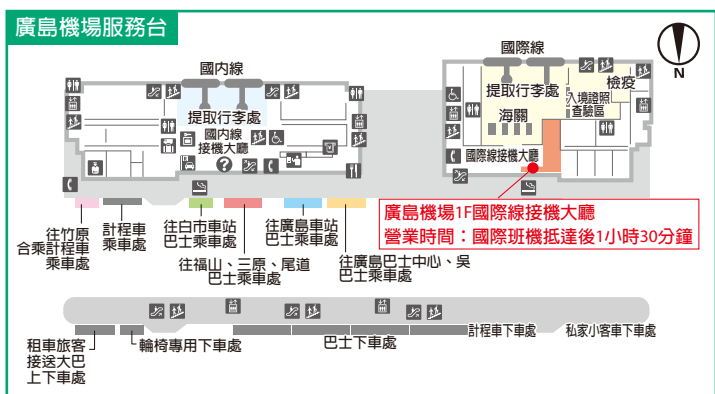 廣島機場服務台
國內線
提取行李處
國內線
接機大廳
國際線
提取行李處
海關
檢疫
入境證照
查驗區
國際線接機大廳
N
廣島機場1F國際線接機大廳
營業時間：國際班機抵達後1小時30分鐘
往竹原
合乘計程車
乘車處
計程車
乘車處
往白市車站
巴士乘車處
往福山、三原、尾道
巴士乘車處
往廣島車站
巴士乘車處
往廣島巴士中心、吳
巴士乘車處
租車旅客
接送大巴
上下車處
輪椅專用下車處
巴士下車處
計程車下車處
私家小客車下車處